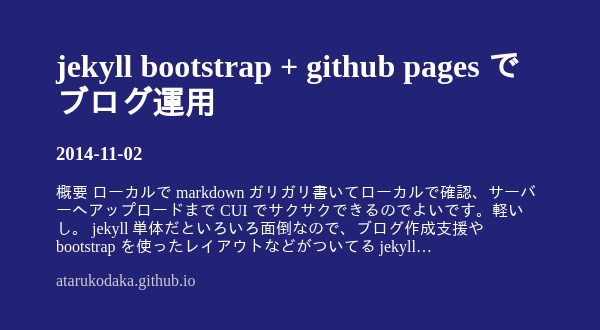 jekyll bootstrap + github pages で
ブログ運用
2014-11-02
概要 ローカルで markdown ガリガリ書いてローカルで確認、サーバ
ーへアップロードまで CUI でサクサクできるのでよいです。軽い
し。 jekyll 単体だといろいろ面倒なので、ブログ作成支援や
bootstrap を使ったレイアウトなどがついてる jekyll…
atarukodaka.github.io